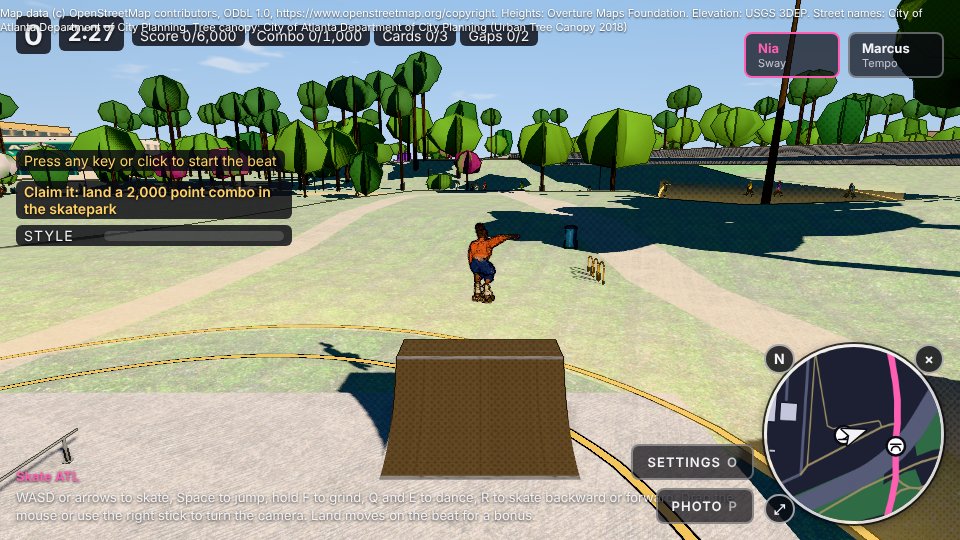 Map data (c) OpenStreetMap contributors, ODbL 1.0, https://www.openstreetmap.org/copyright. Heights: Overture Maps Foundation. Elevation: USGS 3DEP. Street names: City of
Atlanta Department of City Planning. Tree canopy: City of Atlanta Department of City Planning (Urban Tree Canopy 2018)
0 2:27 Score 0/6,000 Combo 0/1,000 Cards 0/3 Gaps 0/2
Nia
Sway
Marcus
Tempo
Press any key or click to start the beat
Claim it: land a 2,000 point combo in
the skatepark
STYLE
N
×
SETTINGS O
Skate ATL
WASD or arrows to skate, Space to jump, hold F to grind, Q and E to dance, R to skate backward or forward.
mouse or use the right stick to turn the camera. Land moves on the beat for a bonus
PHOTO P